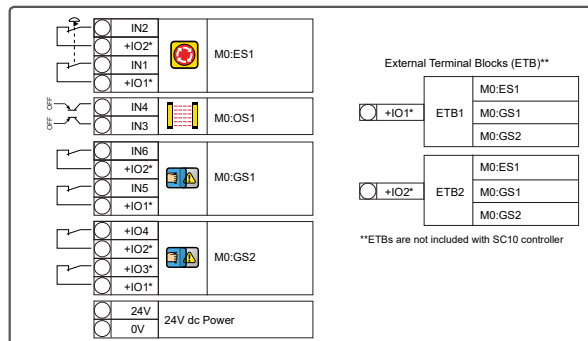 IN2
+IO2*
IN1
+IO1*
M0:ES1
OFF
OFF
IN4
IN3
M0:OS1
IN6
+IO2*
IN5
+IO1*
M0:GS1
+IO4
+IO2*
+IO3*
+IO1*
M0:GS2
24V
0V
24V dc Power
External Terminal Blocks (ETB)**
+IO1*
ETB1
M0:ES1
M0:GS1
M0:GS2
+IO2*
ETB2
M0:ES1
M0:GS1
M0:GS2
**ETBs are not included with SC10 controller